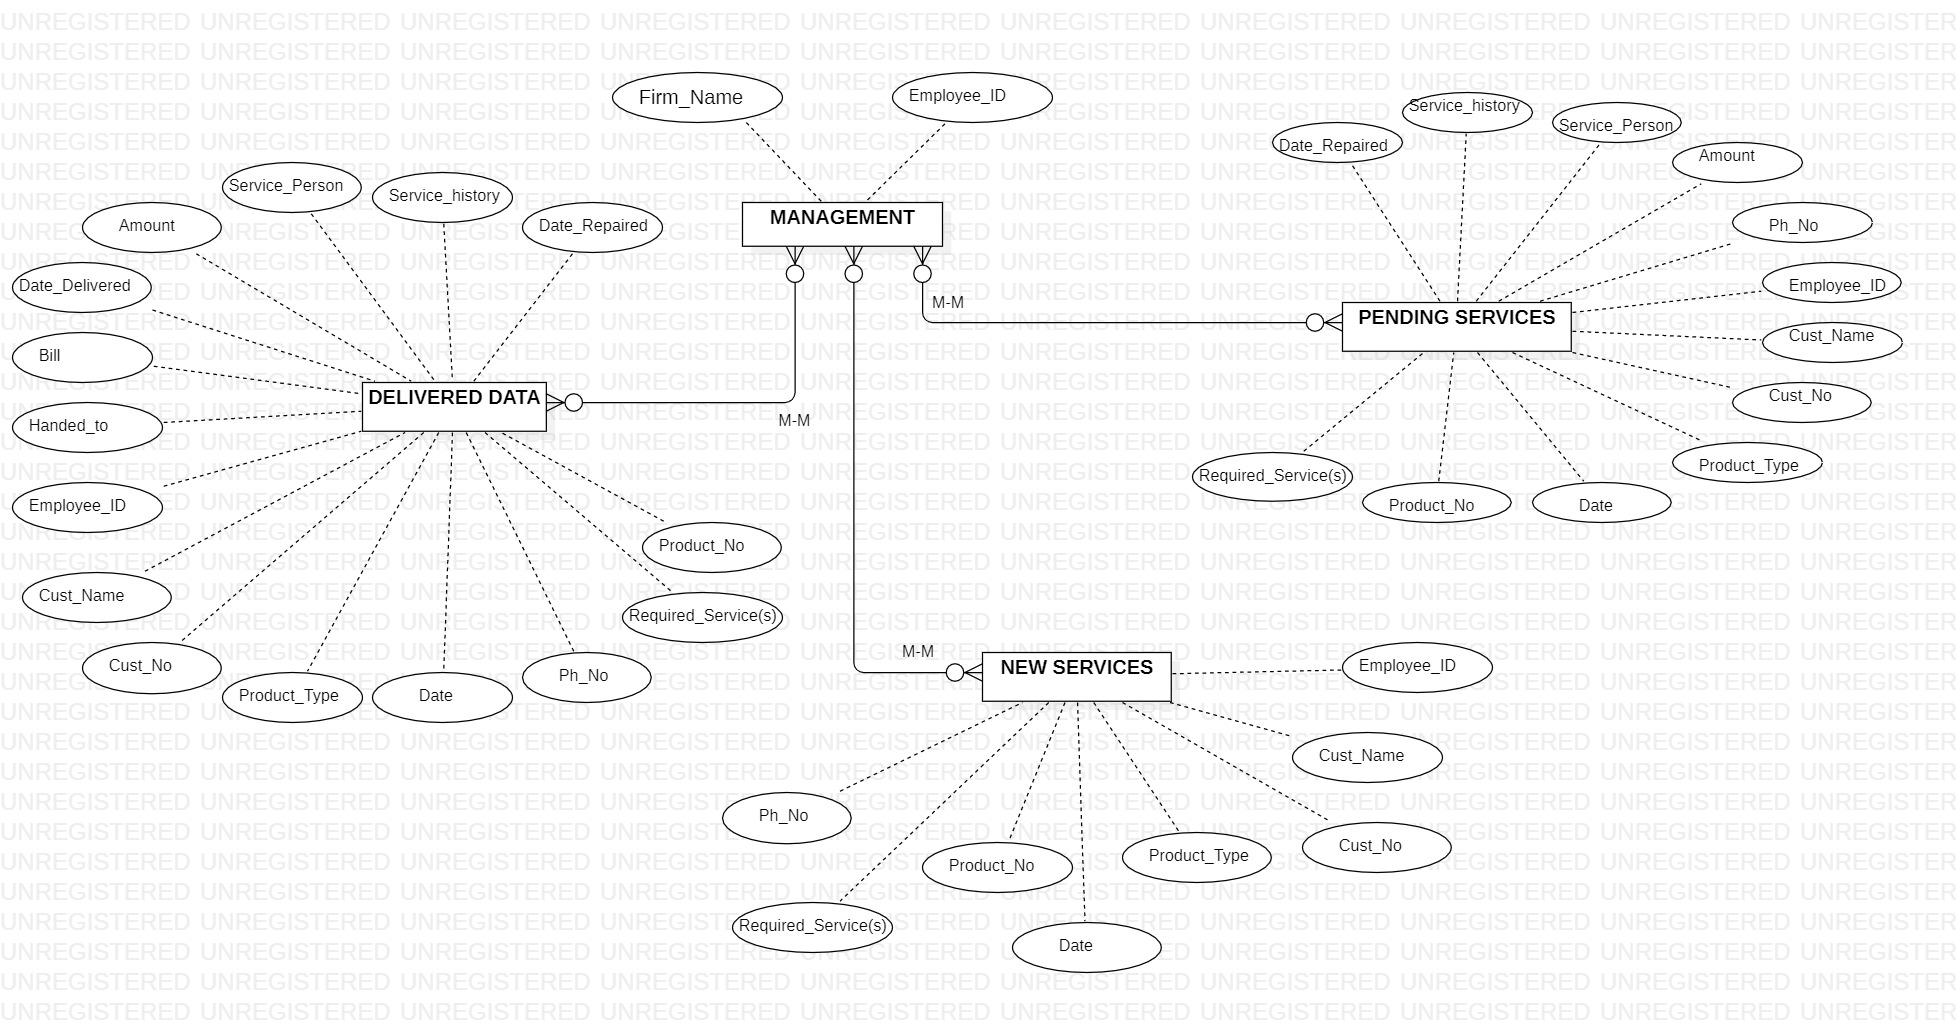 Firm_Name
Employee_ID
MANAGEMENT
M-M
M-M
M-M
Service_Person
Service_history
Date_Repaired
Amount
Date_Delivered
Bill
Handed_to
Employee_ID
Cust_Name
Cust_No
Product_Type
Date
Ph_No
Required_Service(s)
Product_No
DELIVERED DATA
Date_Repaired
Service_history
Service_Person
Amount
Ph_No
Employee_ID
Cust_Name
Cust_No
Product_Type
Date
Product_No
Required_Service(s)
PENDING SERVICES
NEW SERVICES
Employee_ID
Cust_Name
Cust_No
Product_Type
Date
Product_No
Required_Service(s)
Ph_No
UNREGISTERED